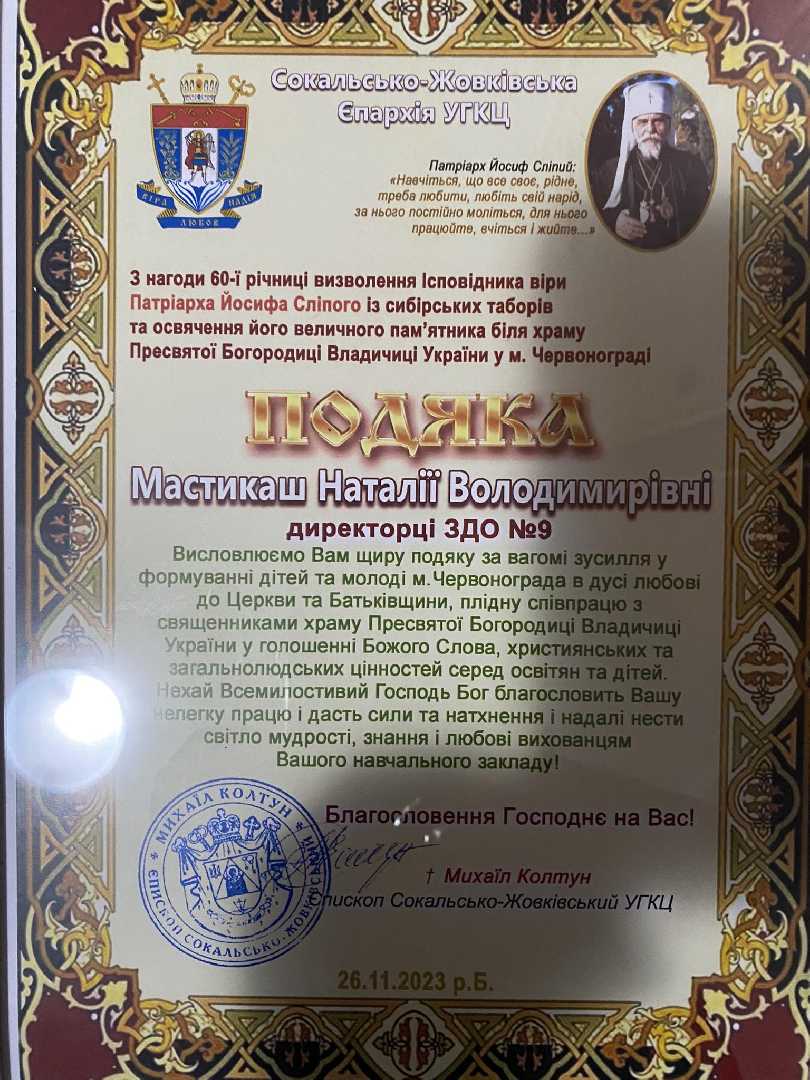 Сокальсько-Жовківська
Єпархія УГКЦ
ВІРА НАДІЯ
ЛЮБОВ
Патріарх Йосиф Сліпий:
«Навчіться, що все своє, рідне,
треба любити, любіть свій нарід,
за нього постійно моліться, для нього
працюйте, вчіться і жийте...»
З нагоди 60-ї річниці визволення Ісповідника віри
Патріарха Йосифа Сліпого із сибірських таборів
та освячення його величного пам’ятника біля храму
Пресвятої Богородиці Владичиці України у м. Червонограді
ПОДЯКА
Мастикаш Наталії Володимирівні
директорці ЗДО №9
Висловлюємо Вам щиру подяку за вагомі зусилля у
формуванні дітей та молоді м.Червонограда в дусі любові
до Церкви та Батьківщини, плідну співпрацю з
священниками храму Пресвятої Богородиці Владичиці
України у голошенні Божого Слова, християнських та
загальнолюдських цінностей серед освітян та дітей.
Нехай Всемилостивий Господь Бог благословить Вашу
нелегку працю і дасть сили та натхнення і надалі нести
світло мудрості, знання і любові вихованцям
Вашого навчального закладу!
Благословення Господнє на Вас!
† Михаїл Колтун
Єпископ Сокальсько-Жовківський УГКЦ
МИХАЇЛ КОЛТУН
ЄПИСКОП СОКАЛЬСЬКО-ЖОВКІВСЬКИЙ
26.11.2023 р.Б.